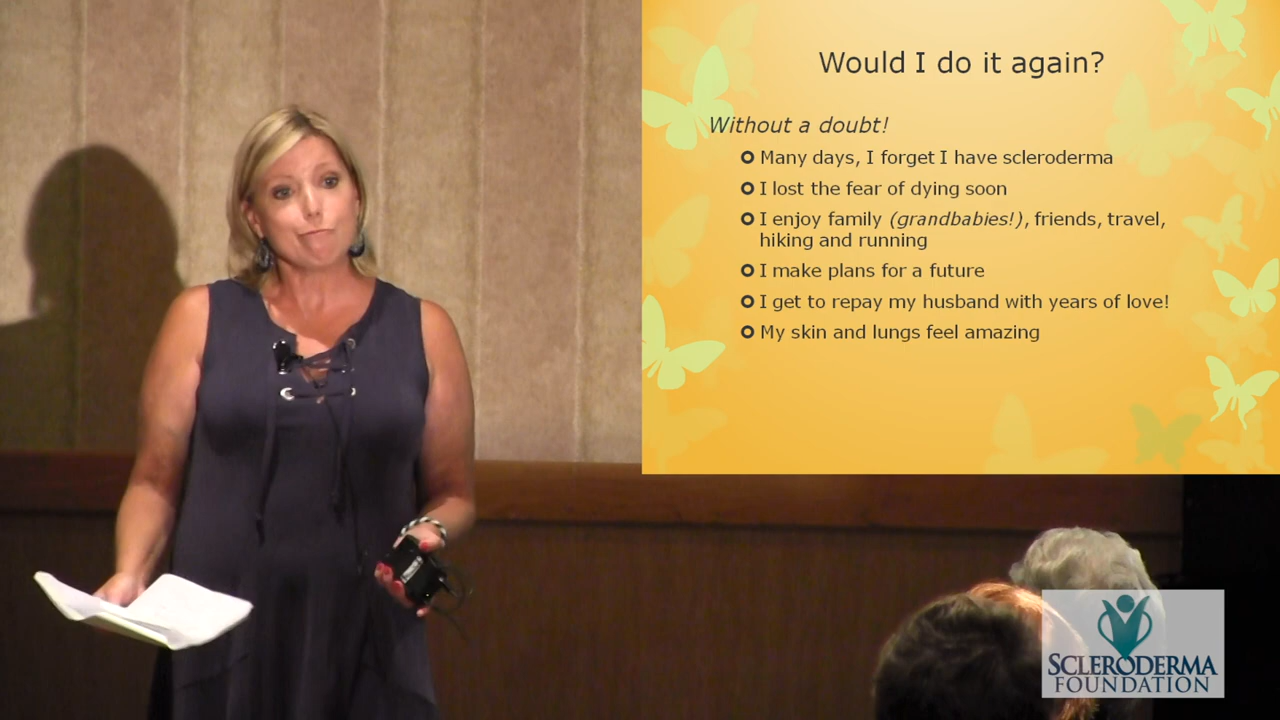 Would I do it again?
Without a doubt!
Many days, I forget I have scleroderma
I lost the fear of dying soon
I enjoy family (grandbabies!), friends, travel,
hiking and running
I make plans for a future
I get to repay my husband with years of love!
My skin and lungs feel amazing
SCLERODERMA
FOUNDATION